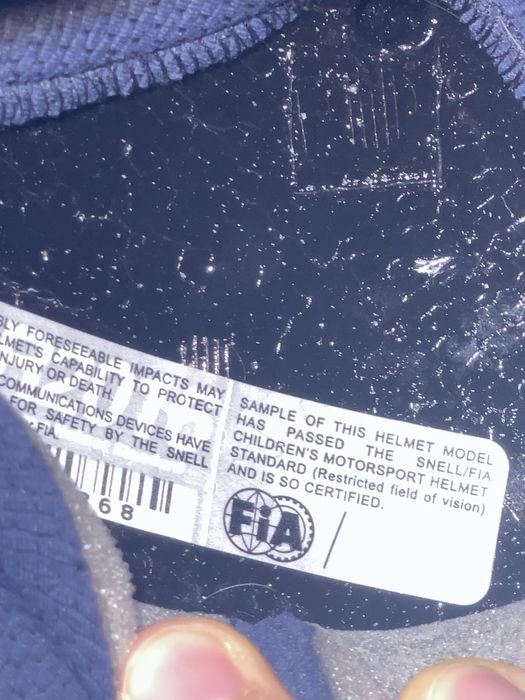 BLY FORESEEABLE IMPACTS MAY
LMET'S CAPABILITY TO PROTECT
NJURY OR DEATH.
COMMUNICATIONS DEVICES HAVE
FOR SAFETY BY THE SNELL
FIA.
68
SAMPLE OF THIS HELMET MODEL
HAS PASSED THE SNELL/FIA
CHILDREN'S MOTORSPORT HELMET
STANDARD (Restricted field of vision)
AND IS SO CERTIFIED.
FiA